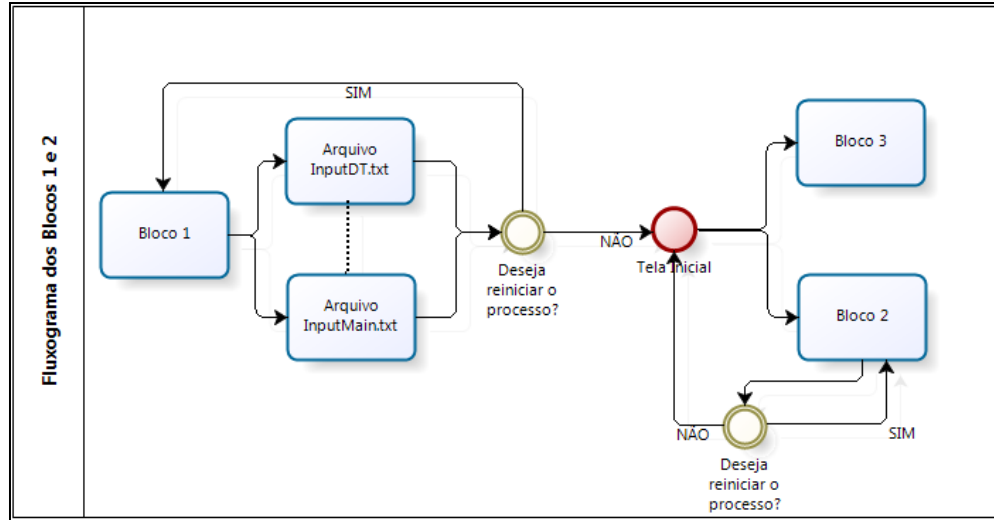 Fluxograma dos Blocos 1 e 2
SIM
Bloco 1
Arquivo
InputDT.txt
Arquivo
InputMain.txt
Deseja
reiniciar o
processo?
NÃO
Tela Inicial
Bloco 3
Bloco 2
NÃO
SIM
Deseja
reiniciar o
processo?